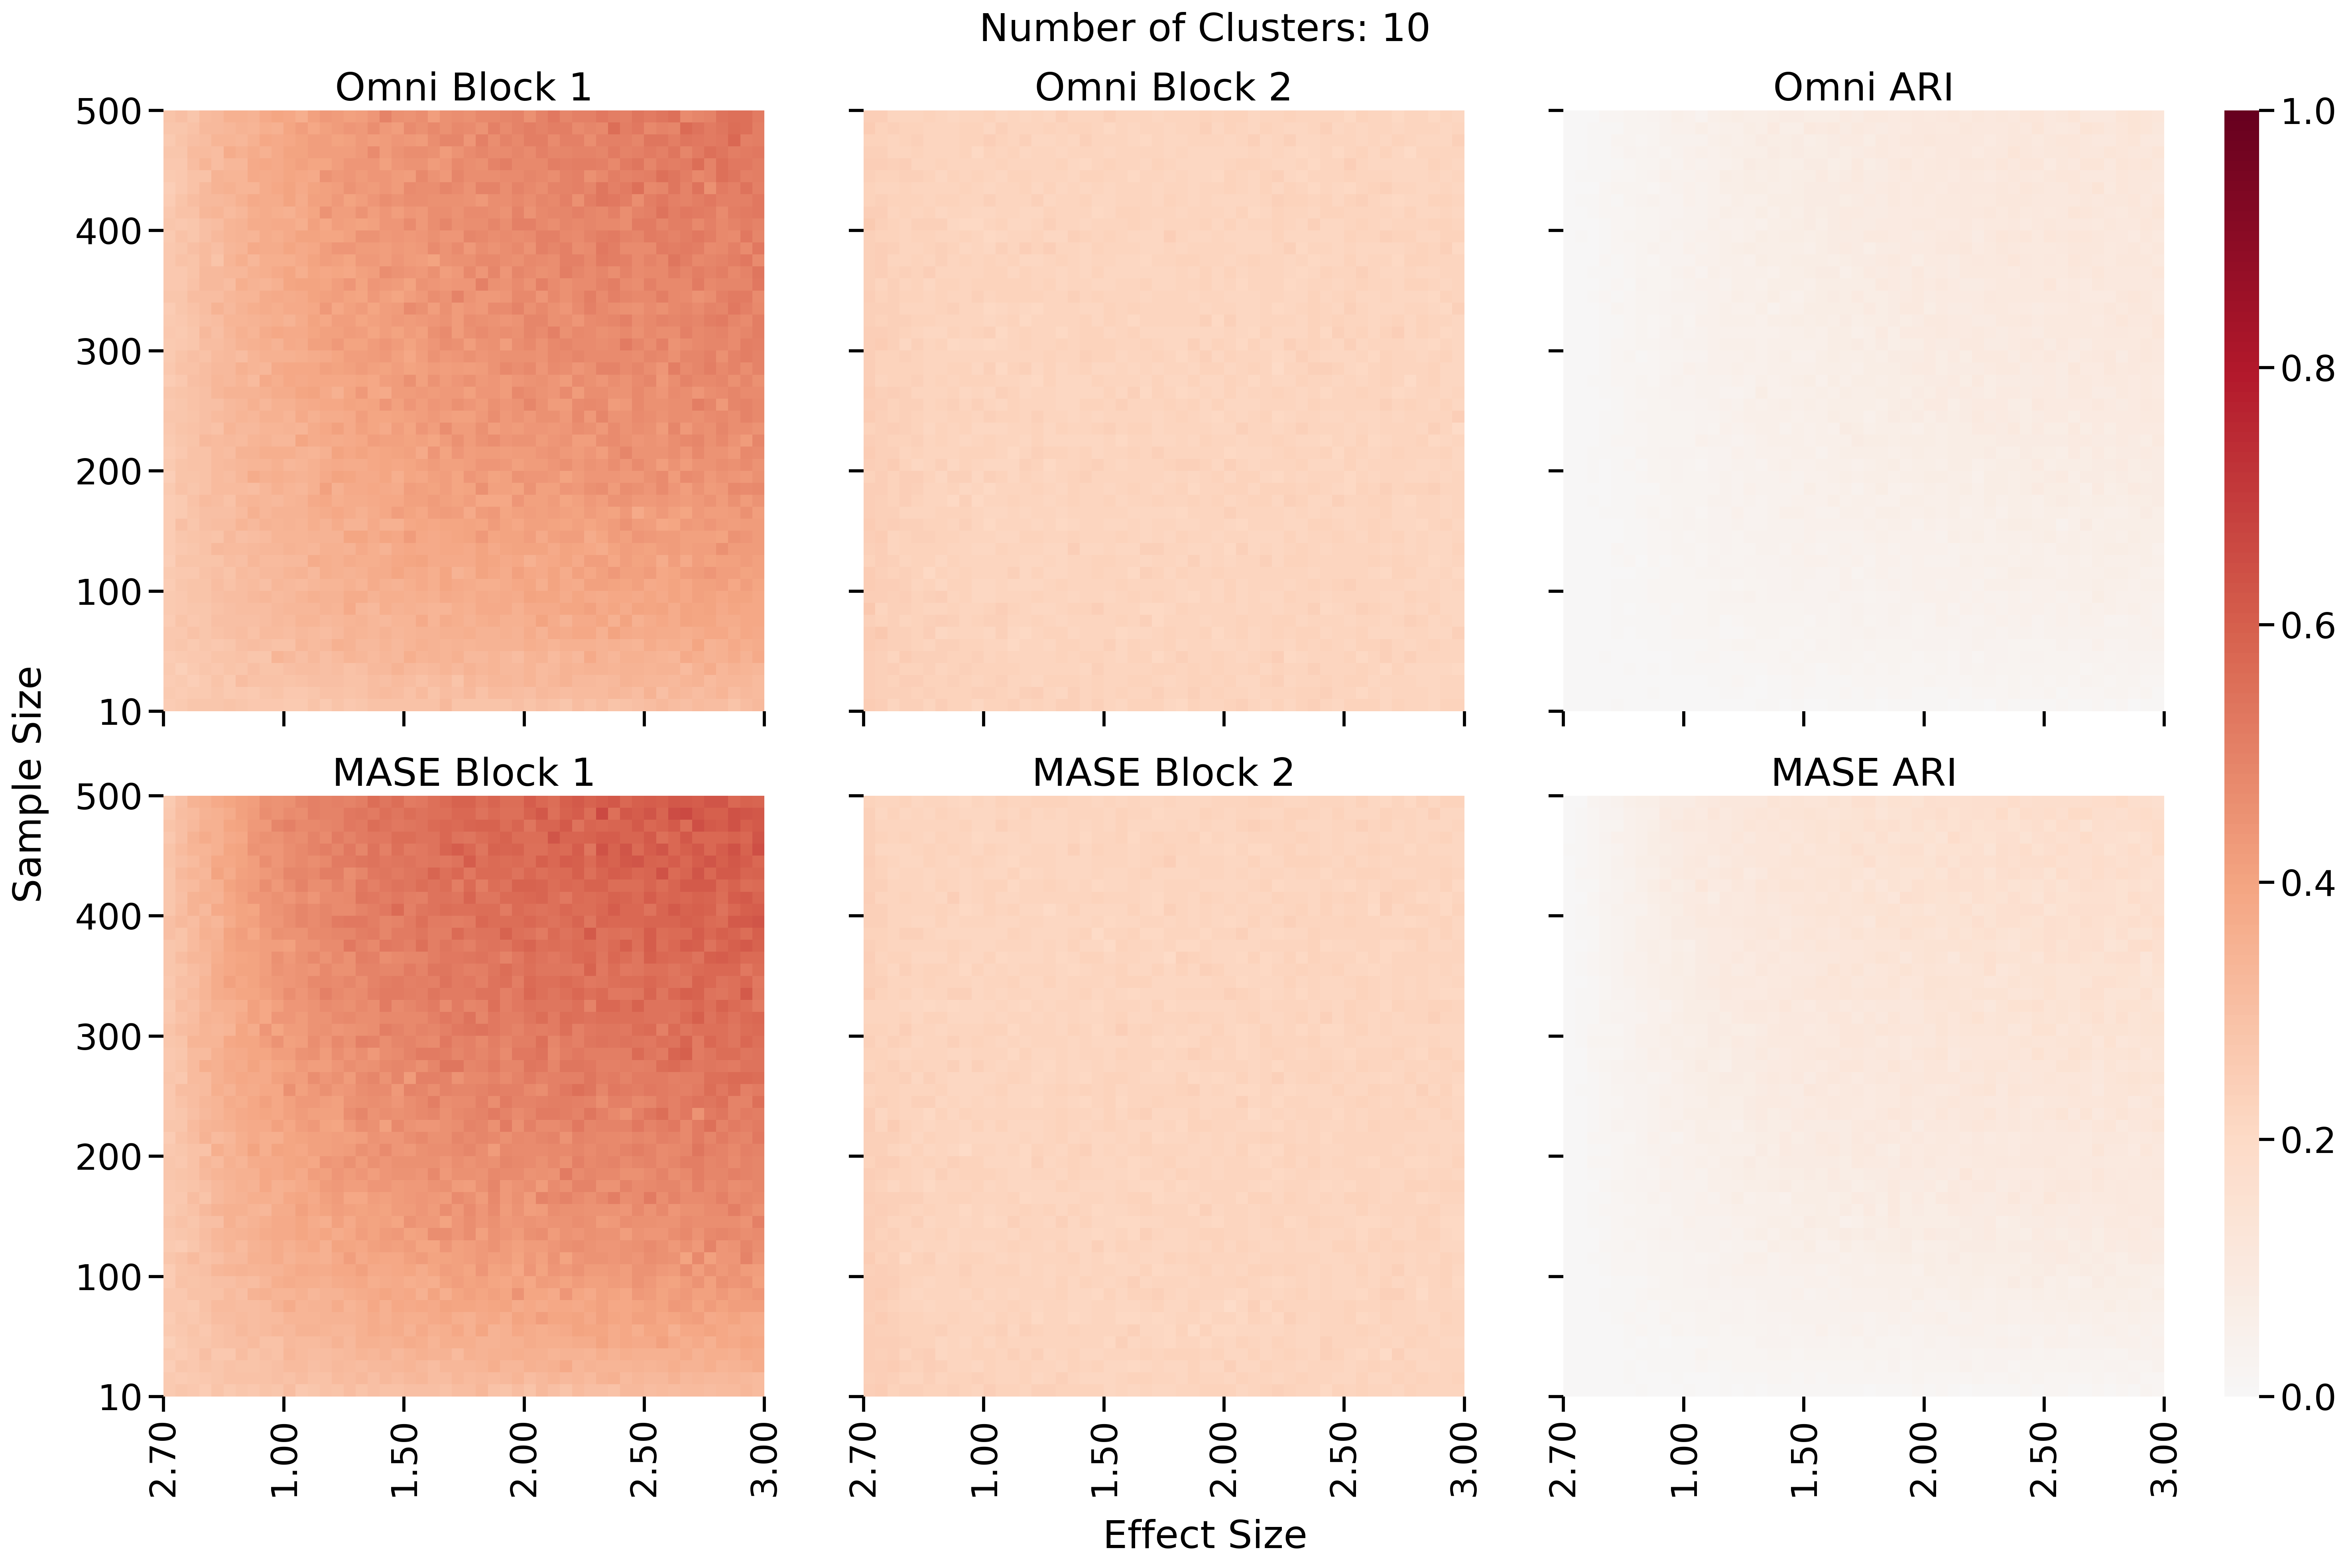 Number of Clusters: 10
Omni Block 1
Omni Block 2
Omni ARI
500
400
300
200
100
10
1.0
0.8
0.6
0.4
0.2
0.0
Sample Size
MASE Block 1
MASE Block 2
MASE ARI
500
400
300
200
100
10
2.70 1.00 1.50 2.00 2.50 3.00
2.70 1.00 1.50 2.00 2.50 3.00
2.70 1.00 1.50 2.00 2.50 3.00
Effect Size